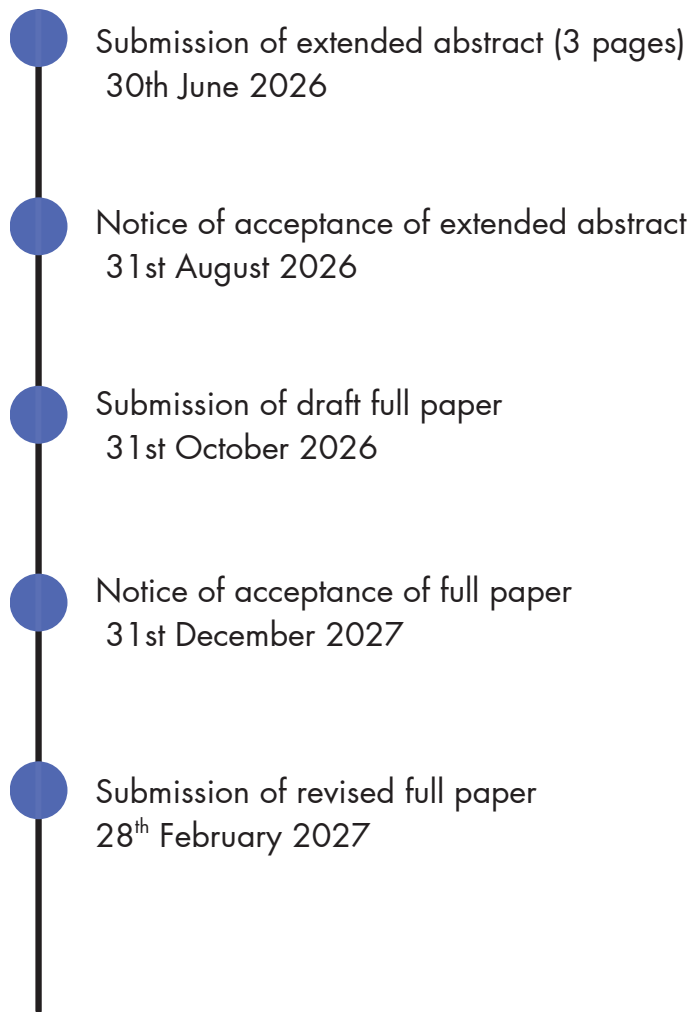 Submission of extended abstract (3 pages)
30th June 2026
Notice of acceptance of extended abstract
31st August 2026
Submission of draft full paper
31st October 2026
Notice of acceptance of full paper
31st December 2027
Submission of revised full paper
28th February 2027